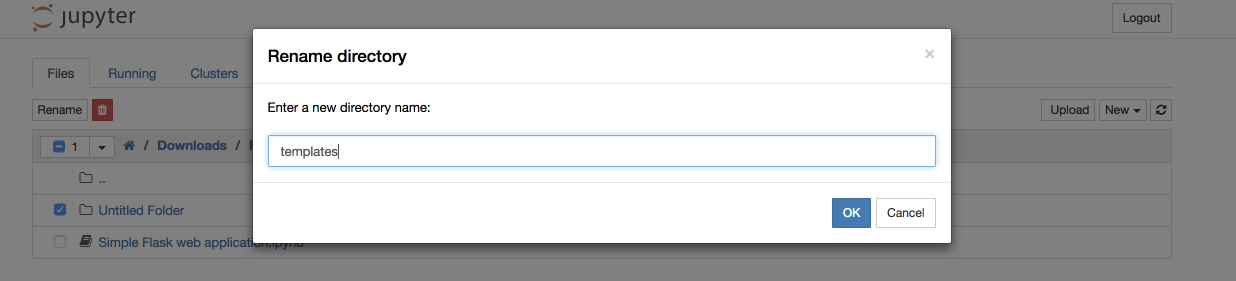 jupyter
Logout
Rename directory
×
Files Running Clusters
Enter a new directory name:
Rename
Upload New
1 / Downloads /
templates
..
OK Cancel
Untitled Folder
Simple Flask web application.ipynb